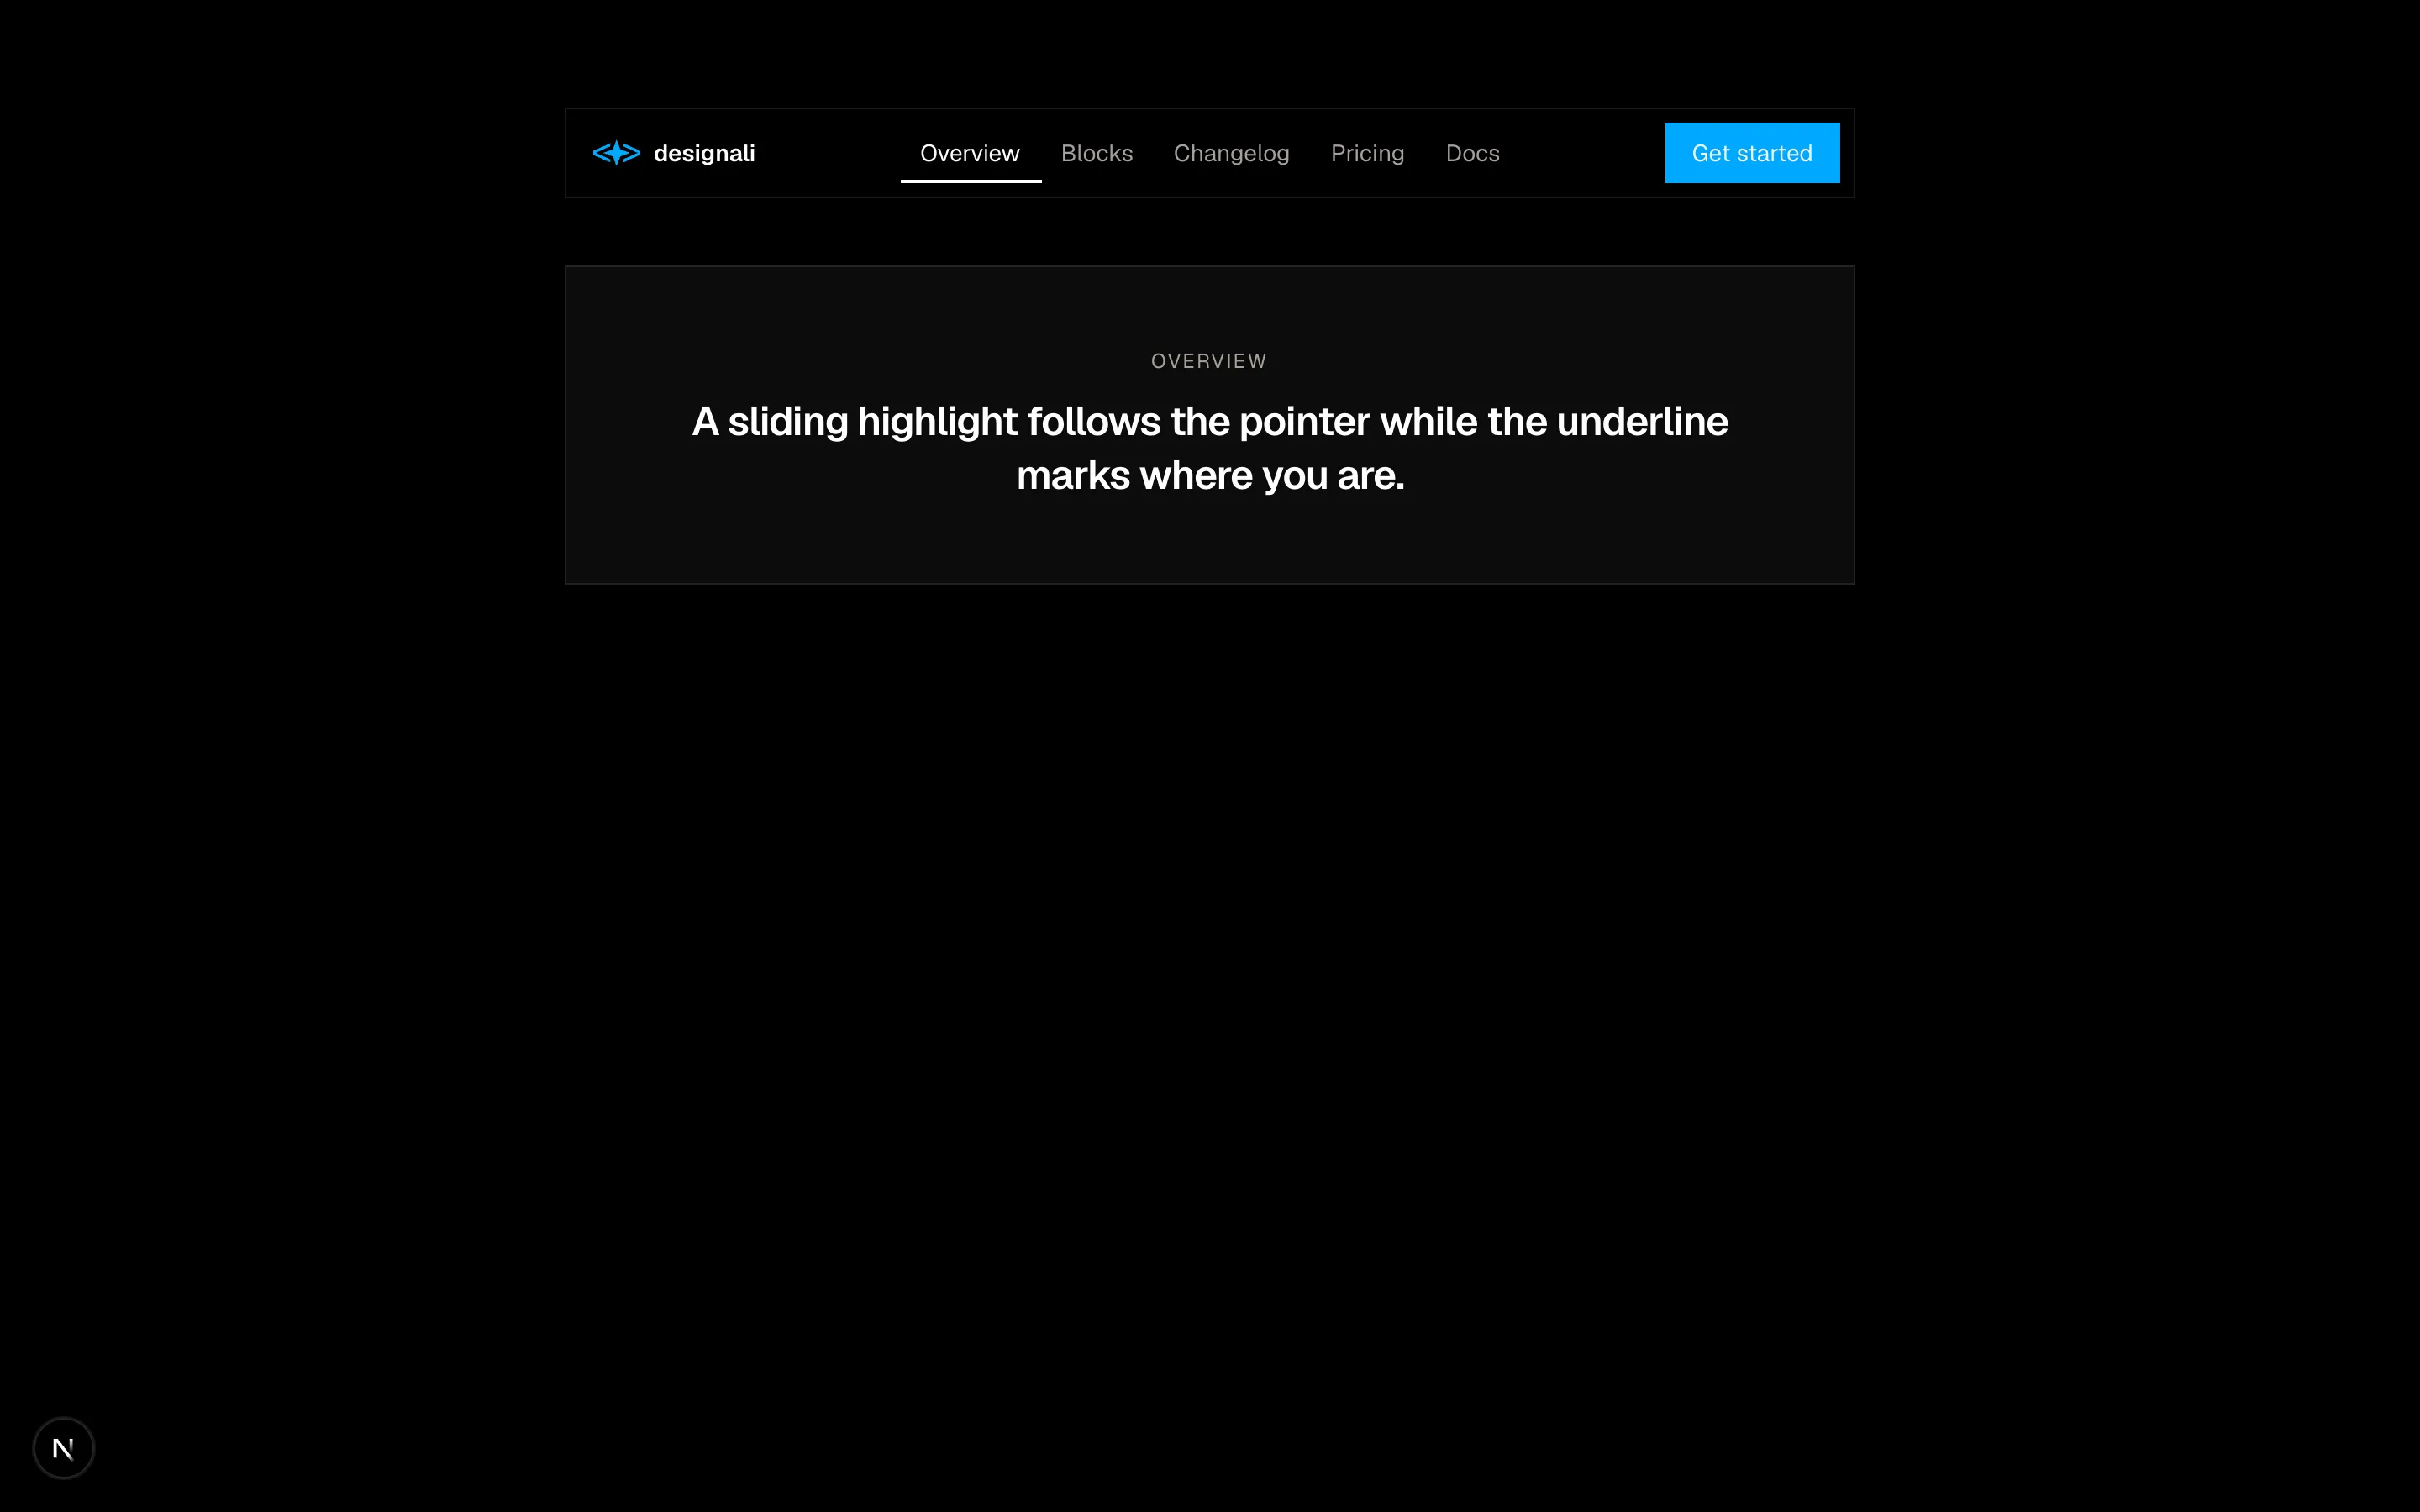 designali
Overview
Blocks
Changelog
Pricing
Docs
Get started
OVERVIEW
A sliding highlight follows the pointer while the underline
marks where you are.
N